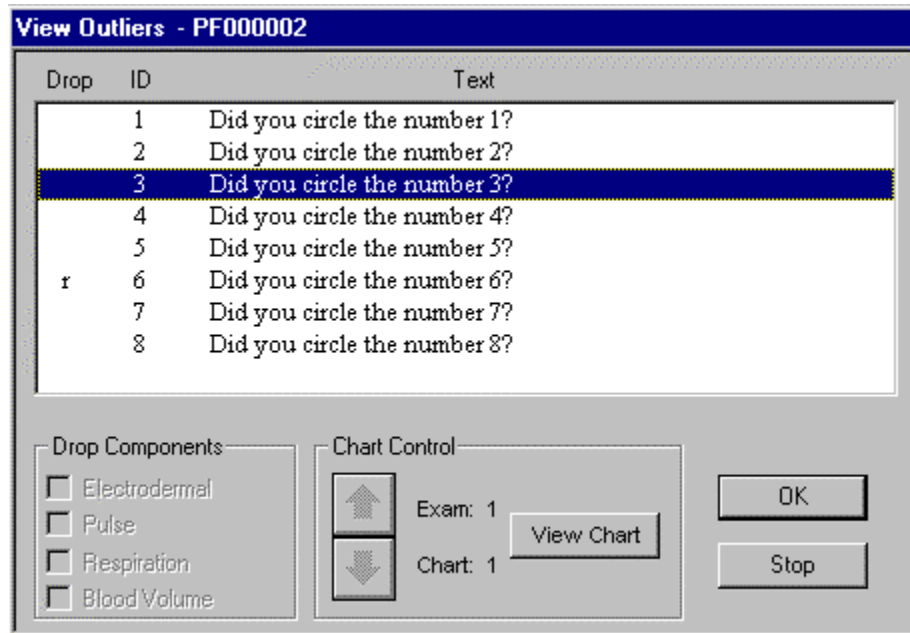 View Outliers - PF000002
Drop ID Text
1 Did you circle the number 1?
2 Did you circle the number 2?
3 Did you circle the number 3?
4 Did you circle the number 4?
5 Did you circle the number 5?
r 6 Did you circle the number 6?
7 Did you circle the number 7?
8 Did you circle the number 8?
Drop Components
Electrodermal
Pulse
Respiration
Blood Volume
Chart Control
Exam: 1
Chart: 1
View Chart
OK
Stop